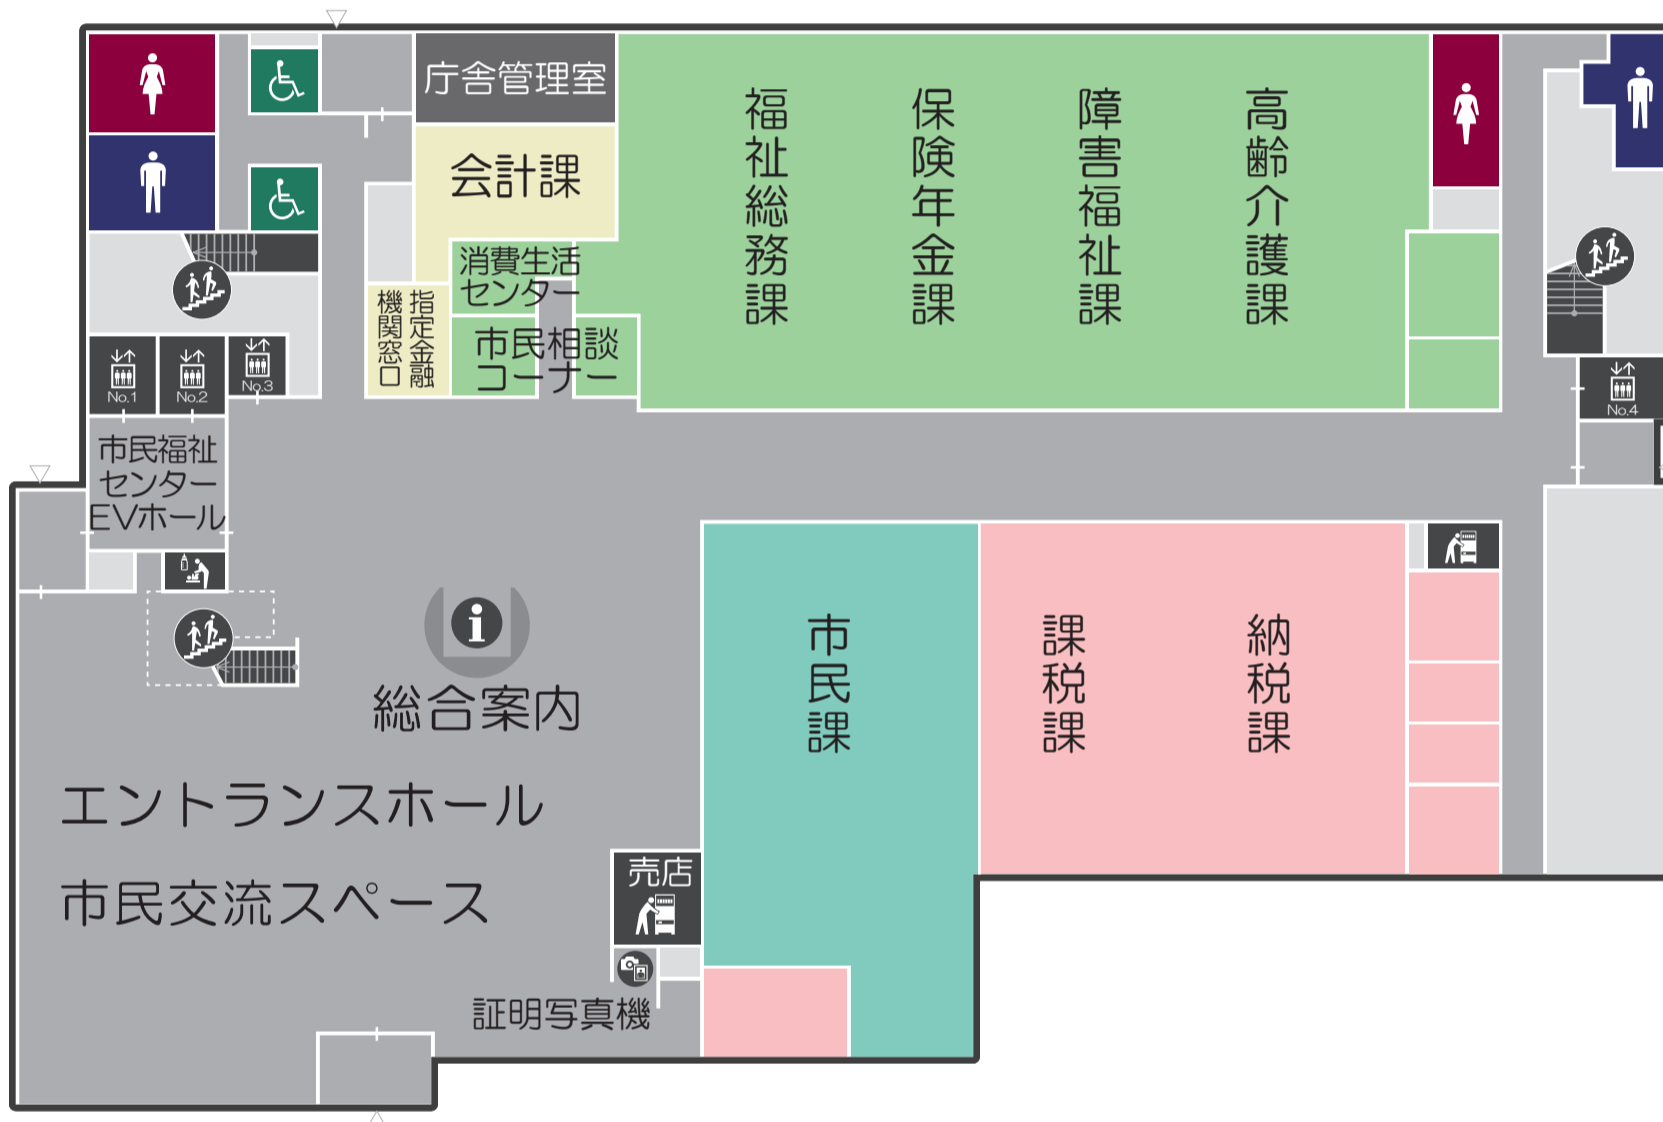 庁舎管理室
会計課
消費生活
センター
指定金融
機関窓口
市民相談
コーナー
福祉総務課
保険年金課
障害福祉課
高齢介護課
No.1
No.2
No.3
No.4
市民福祉
センター
EVホール
i
総合案内
エントランスホール
市民交流スペース
市民課
課税課
納税課
売店
証明写真機